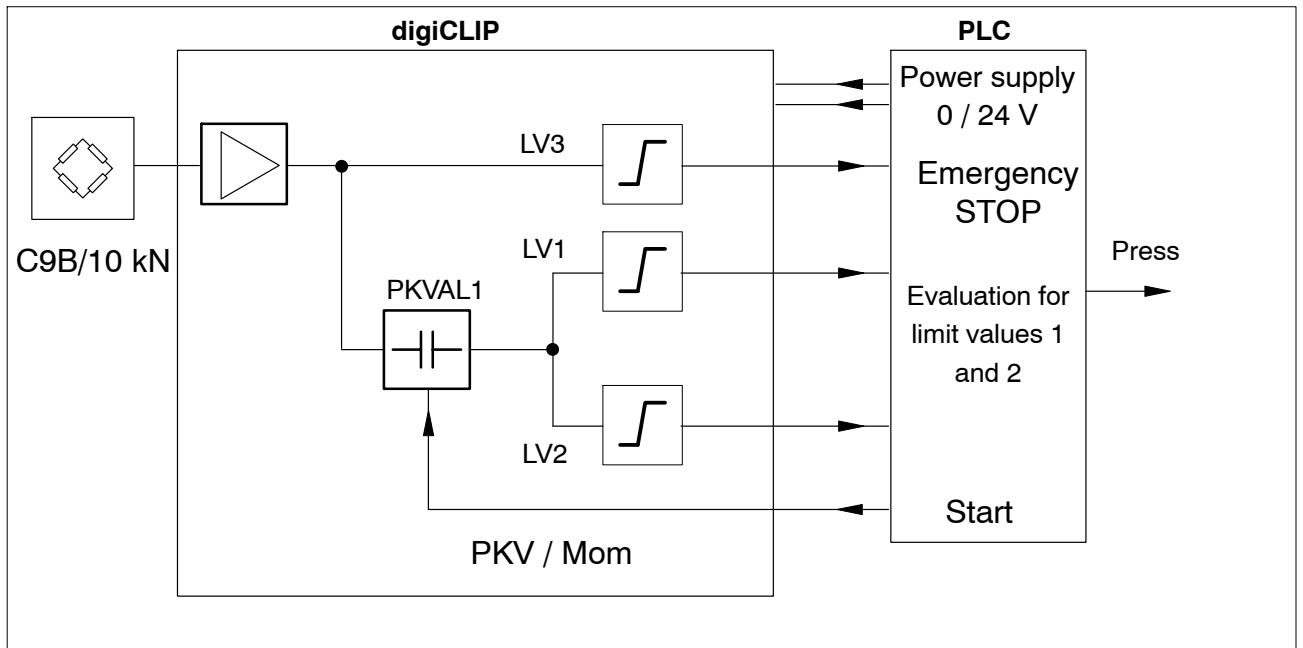 digiCLIP
PLC
Power supply
0 / 24 V
LV3
Emergency
STOP
C9B/10 kN
LV1
Press
PKVAL1
Evaluation for
limit values 1
and 2
LV2
Start
PKV / Mom